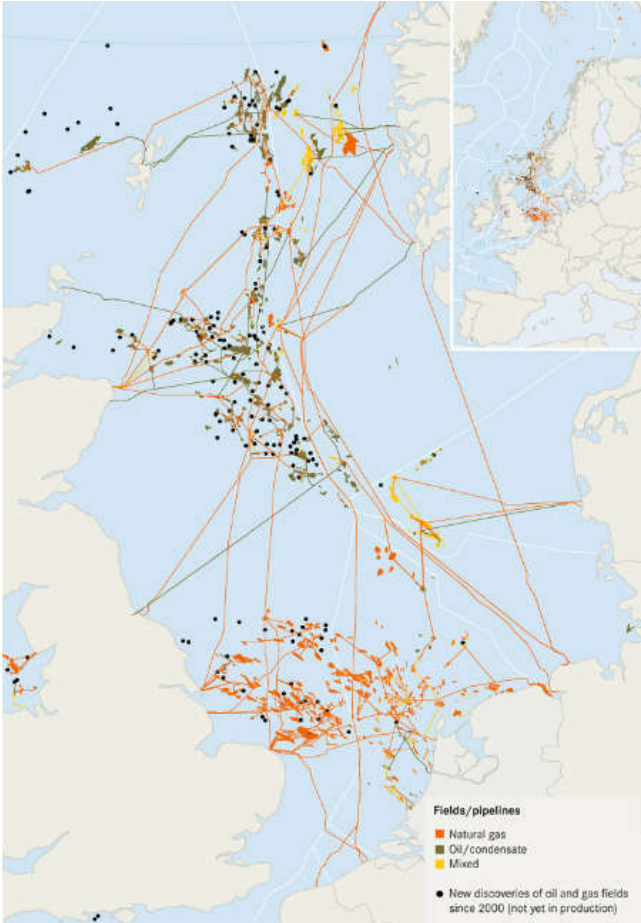 Fields/pipelines
Natural gas
Oil/condensate
Mixed
New discoveries of oil and gas fields
since 2000 (not yet in production)